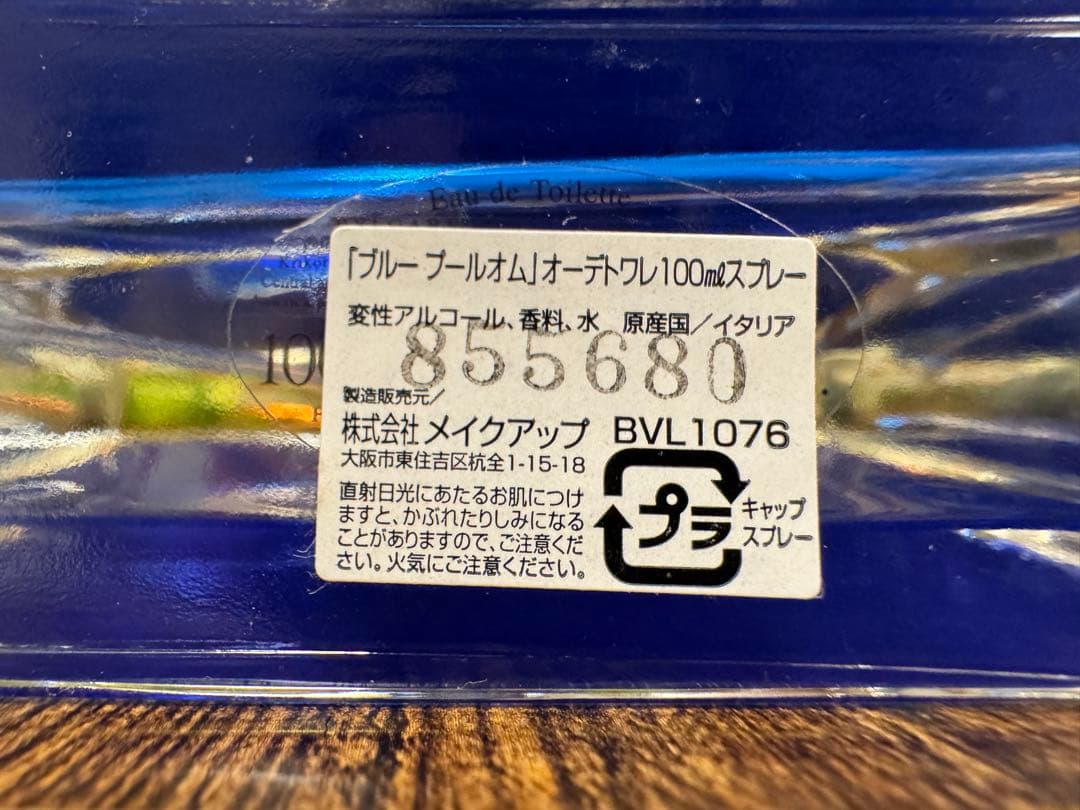 Eau de Toilette
「ブルー プールオム」オーデトワレ100㎖スプレー
変性アルコール、香料、水 原産国/イタリア
855680
製造販売元/
株式会社 メイクアップ BVL1076
大阪市東住吉区杭全1-15-18
直射日光にあたるお肌につけ
ますと、かぶれたりしみになる
ことがありますので、ご注意くだ
さい。火気にご注意ください。
プラ
キャップ
スプレー